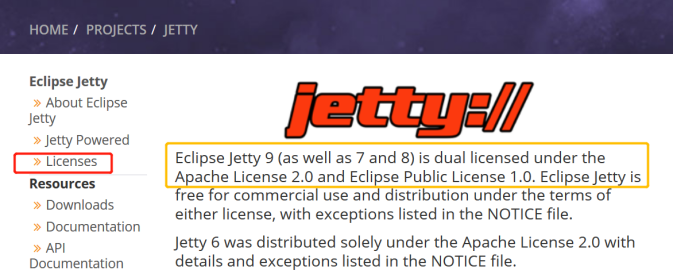 HOME / PROJECTS / JETTY
Eclipse Jetty
» About Eclipse
Jetty
» Jetty Powered
» Licenses
Resources
» Downloads
» Documentation
» API
Documentation
jetty://
Eclipse Jetty 9 (as well as 7 and 8) is dual licensed under the
Apache License 2.0 and Eclipse Public License 1.0. Eclipse Jetty is
free for commercial use and distribution under the terms of
either license, with exceptions listed in the NOTICE file.
Jetty 6 was distributed solely under the Apache License 2.0 with
details and exceptions listed in the NOTICE file.